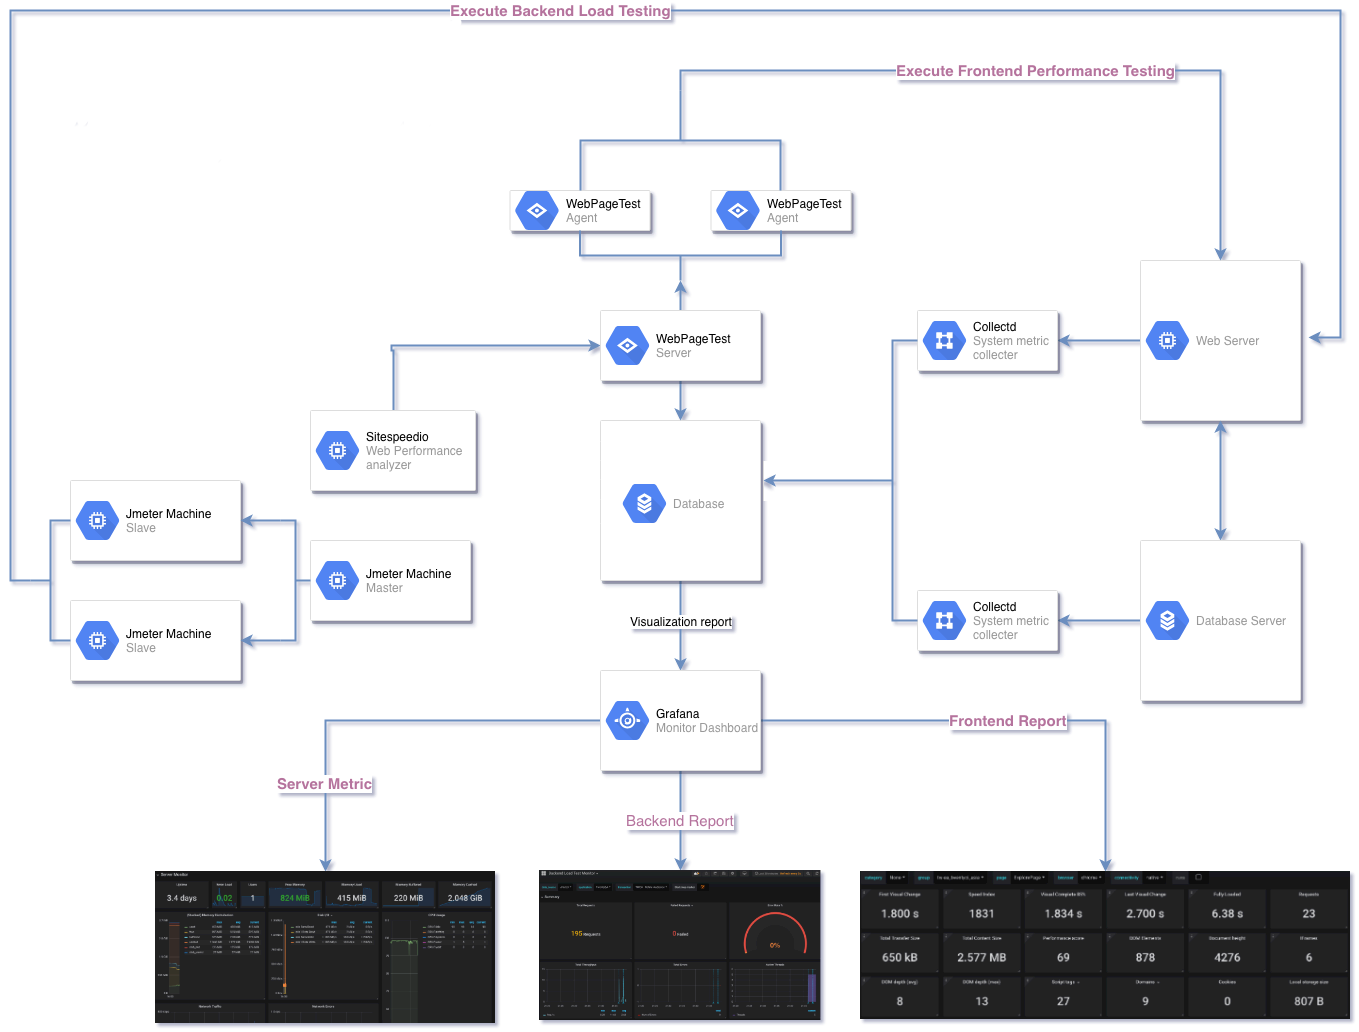 Execute Backend Load Testing
Execute Frontend Performance Testing
WebPageTest
Agent
WebPageTest
Agent
WebPageTest
Server
Collectd
System metric
collecter
Web Server
Sitespeedio
Web Performance
analyzer
Database
Jmeter Machine
Slave
Jmeter Machine
Master
Jmeter Machine
Slave
Collectd
System metric
collecter
Database Server
Visualization report
Grafana
Monitor Dashboard
Frontend Report
Server Metric
Backend Report
Server Monitor
3.4 days
0.02
1
824 MiB
415 MiB
220 MiB
2.048 GiB
Backend Load Test Monitor
195 requests
0 failed
0%
First Visual Change
Speed Index
Visual Complete 85%
Last Visual Change
Fully Loaded
Requests
1.800 s
1831
1.834 s
2.700 s
6.38 s
23
Total Transfer Size
Total Content Size
Performance score
DOM Elements
Document height
Iframes
650 kB
2.577 MB
69
878
4276
6
DOM depth (avg)
DOM depth (max)
Script tags
Domains
Cookies
Local storage size
8
13
27
9
0
807 B